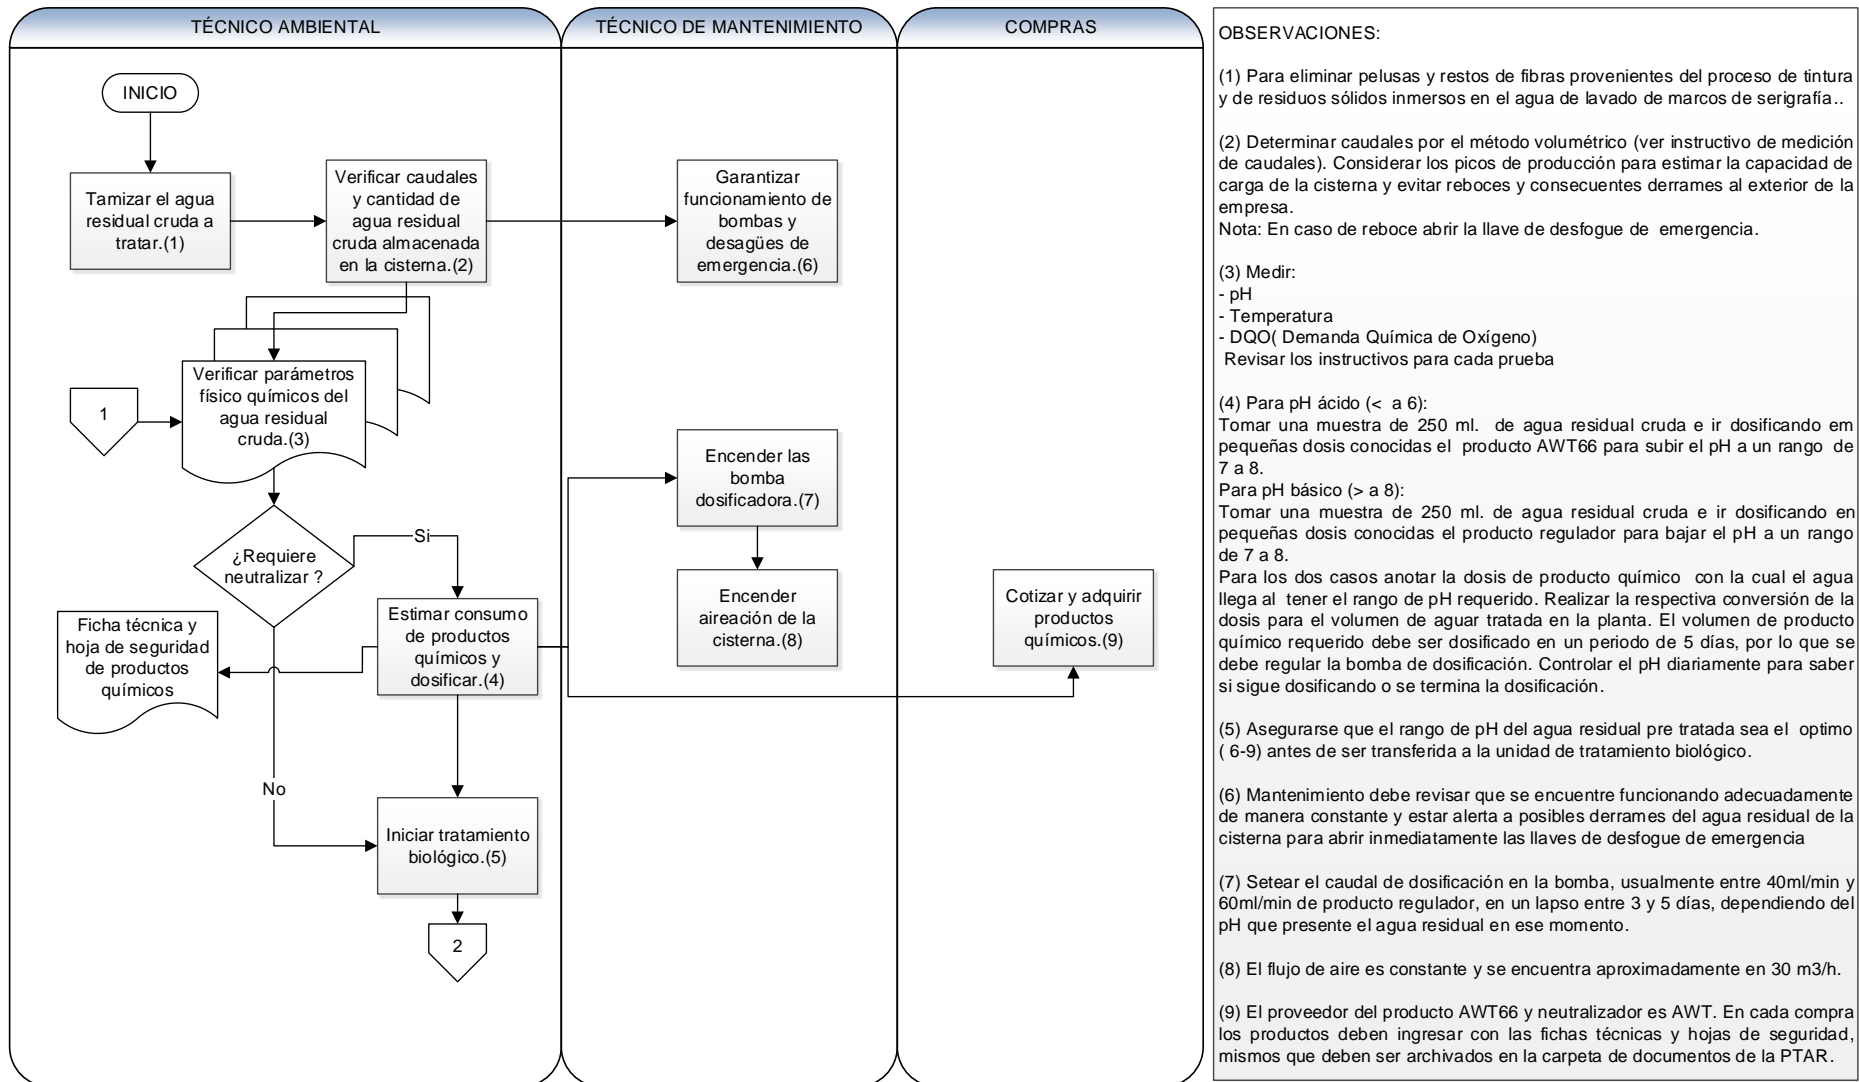 TÉCNICO AMBIENTAL
TÉCNICO DE MANTENIMIENTO
COMPRAS
INICIO
Tamizar el agua
residual cruda a
tratar.(1)
Verificar caudales
y cantidad de
agua residual
cruda almacenada
en la cisterna.(2)
Garantizar
funcionamiento de
bombas y
desagües de
emergencia.(6)
1
Verificar parámetros
físico químicos del
agua residual
cruda.(3)
¿Requiere
neutralizar ?
Si
No
Encender las
bomba
dosificadora.(7)
Encender
aireación de la
cisterna.(8)
Cotizar y adquirir
productos
químicos.(9)
Ficha técnica y
hoja de seguridad
de productos
químicos
Estimar consumo
de productos
químicos y
dosificar.(4)
Iniciar tratamiento
biológico.(5)
2
OBSERVACIONES:
(1) Para eliminar pelusas y restos de fibras provenientes del proceso de tintura
y de residuos sólidos inmersos en el agua de lavado de marcos de serigrafía..
(2) Determinar caudales por el método volumétrico (ver instructivo de medición
de caudales). Considerar los picos de producción para estimar la capacidad de
carga de la cisterna y evitar reboces y consecuentes derrames al exterior de la
empresa.
Nota: En caso de reboce abrir la llave de desfogue de emergencia.
(3) Medir:
- pH
- Temperatura
- DQO( Demanda Química de Oxígeno)
Revisar los instructivos para cada prueba
(4) Para pH ácido (< a 6):
Tomar una muestra de 250 ml. de agua residual cruda e ir dosificando em
pequeñas dosis conocidas el producto AWT66 para subir el pH a un rango de
7 a 8.
Para pH básico (> a 8):
Tomar una muestra de 250 ml. de agua residual cruda e ir dosificando en
pequeñas dosis conocidas el producto regulador para bajar el pH a un rango
de 7 a 8.
Para los dos casos anotar la dosis de producto químico con la cual el agua
llega al tener el rango de pH requerido. Realizar la respectiva conversión de la
dosis para el volumen de aguar tratada en la planta. El volumen de producto
químico requerido debe ser dosificado en un periodo de 5 días, por lo que se
debe regular la bomba de dosificación. Controlar el pH diariamente para saber
si sigue dosificando o se termina la dosificación.
(5) Asegurarse que el rango de pH del agua residual pre tratada sea el optimo
( 6-9) antes de ser transferida a la unidad de tratamiento biológico.
(6) Mantenimiento debe revisar que se encuentre funcionando adecuadamente
de manera constante y estar alerta a posibles derrames del agua residual de la
cisterna para abrir inmediatamente las llaves de desfogue de emergencia
(7) Setear el caudal de dosificación en la bomba, usualmente entre 40ml/min y
60ml/min de producto regulador, en un lapso entre 3 y 5 días, dependiendo del
pH que presente el agua residual en ese momento.
(8) El flujo de aire es constante y se encuentra aproximadamente en 30 m3/h.
(9) El proveedor del producto AWT66 y neutralizador es AWT. En cada compra
los productos deben ingresar con las fichas técnicas y hojas de seguridad,
mismos que deben ser archivados en la carpeta de documentos de la PTAR.